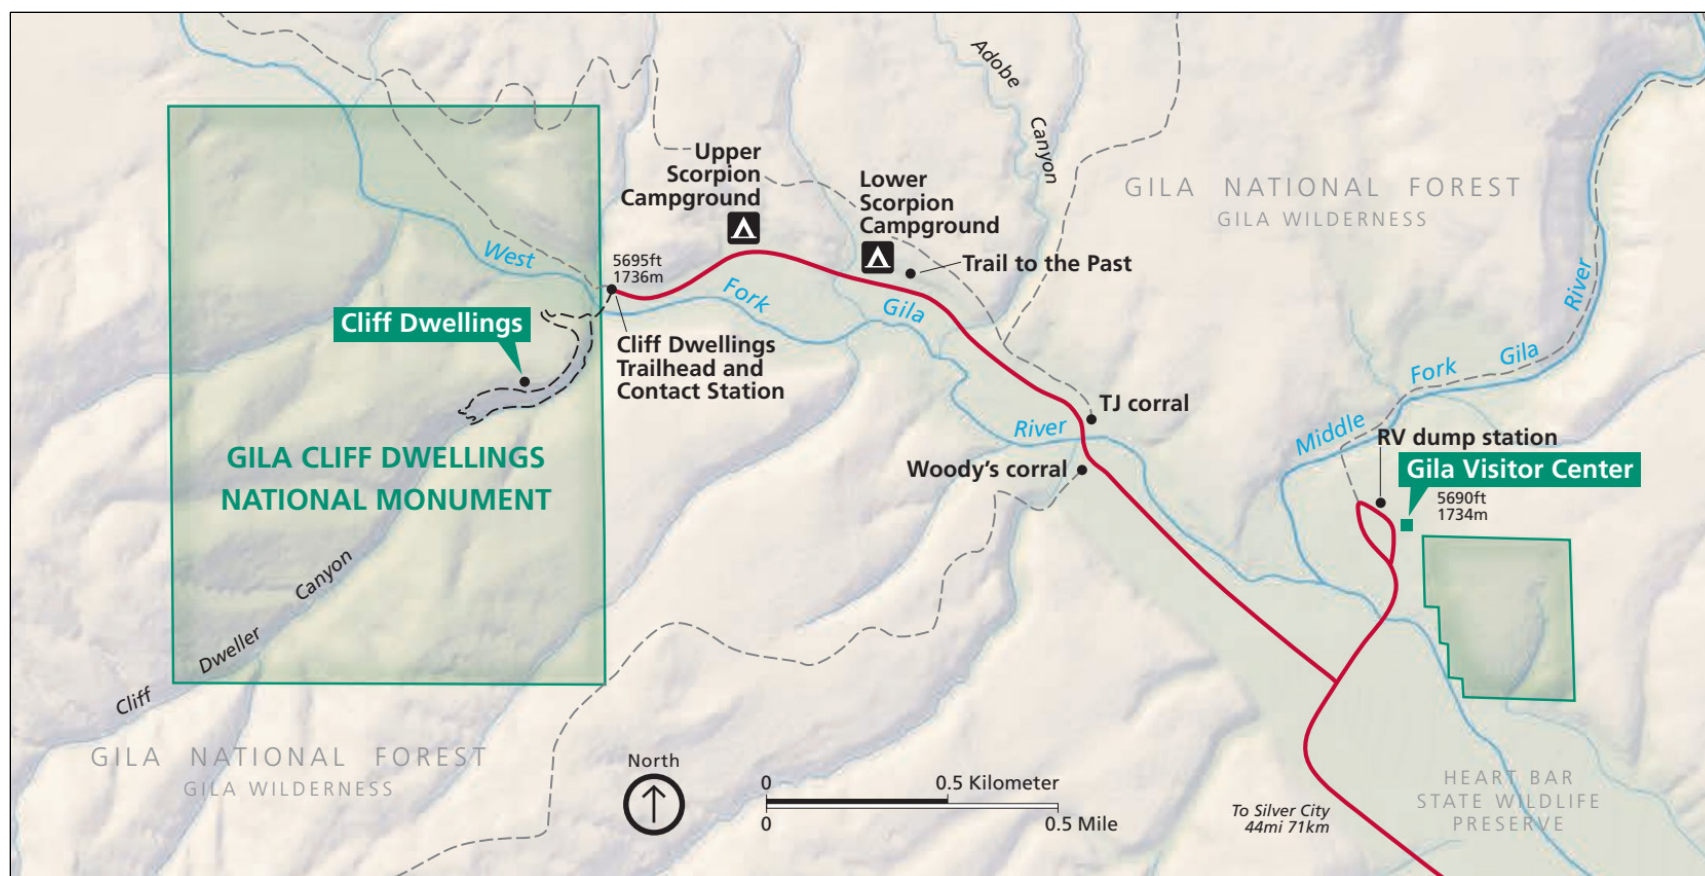 Adobe
Canyon
Upper
Scorpion
Campground
Lower
Scorpion
Campground
Trail to the Past
GILA NATIONAL FOREST
GILA WILDERNESS
West
Fork
Gila
River
5695ft
1736m
Cliff Dwellings
Cliff Dwellings
Trailhead and
Contact Station
GILA CLIFF DWELLINGS
NATIONAL MONUMENT
TJ corral
Woody's corral
Middle
Fork
Gila
River
RV dump station
Gila Visitor Center
5690ft
1734m
Cliff
Dweller
Canyon
GILA NATIONAL FOREST
GILA WILDERNESS
North
0
0.5 Kilometer
0
0.5 Mile
To Silver City
44mi 71km
HEART BAR
STATE WILDLIFE
PRESERVE